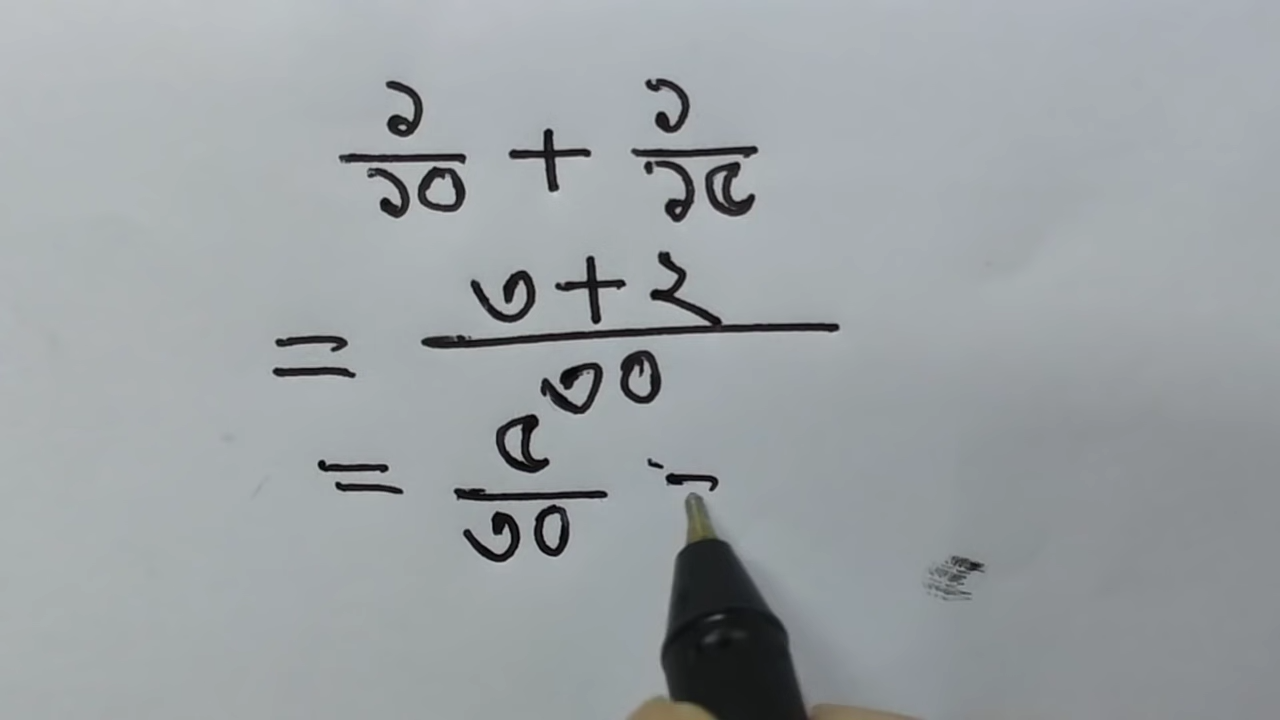 ১/১০ + ১/১৫
= ৩+২/৩০
= ৫/৩০ =